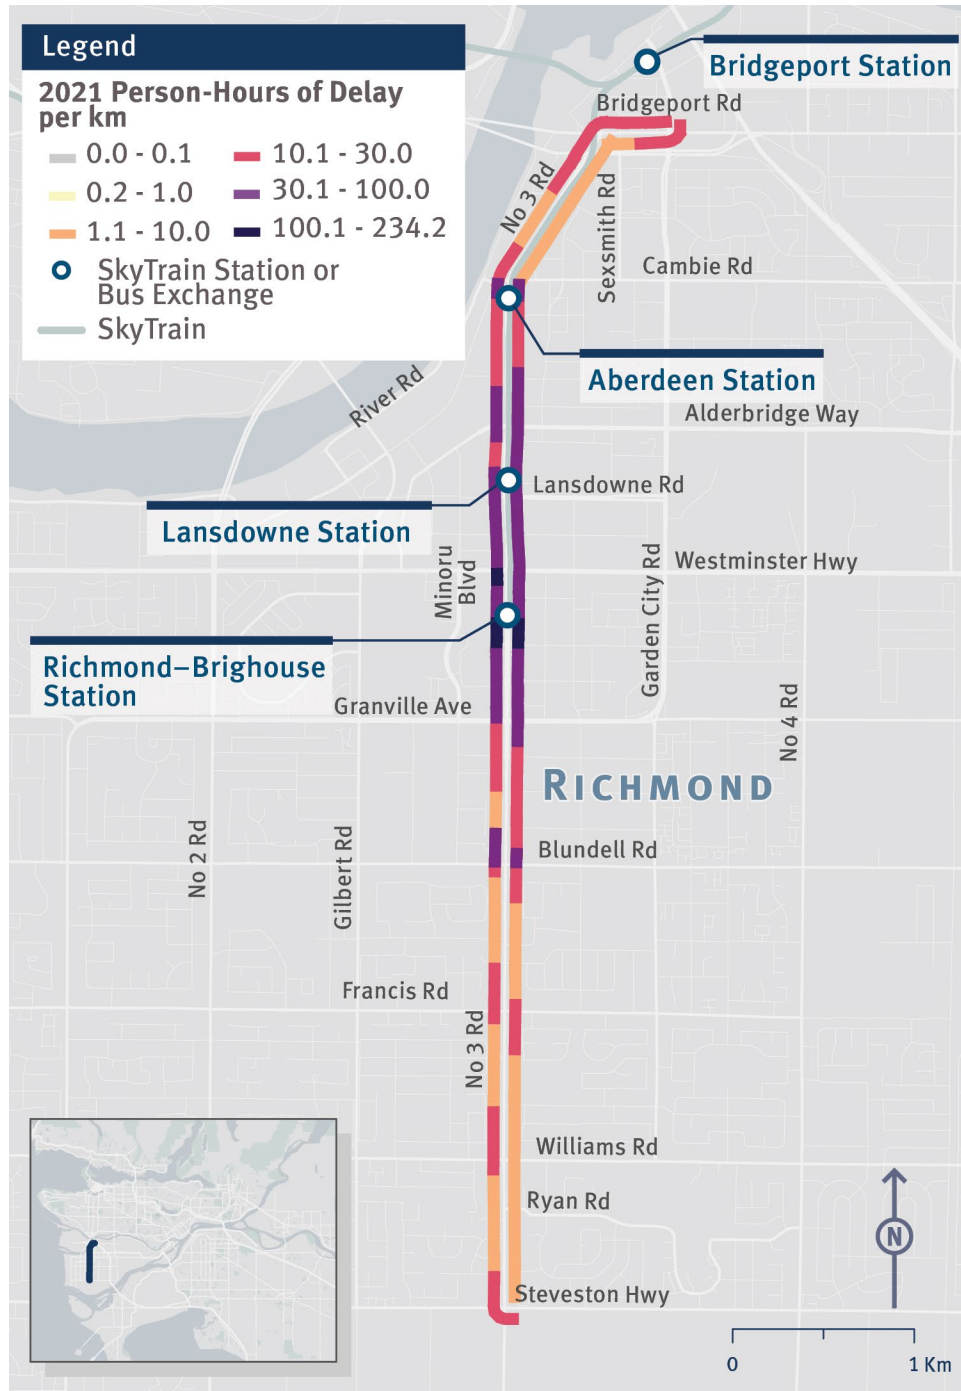 Legend
2021 Person-Hours of Delay
per km
0.0 - 0.1
10.1 - 30.0
0.2 - 1.0
30.1 - 100.0
1.1 - 10.0
100.1 - 234.2
SkyTrain Station or
Bus Exchange
SkyTrain
Bridgeport Station
Bridgeport Rd
No 3 Rd
Sexsmith Rd
Cambie Rd
Aberdeen Station
River Rd
Alderbridge Way
Lansdowne Rd
Lansdowne Station
Minoru
Blvd
Westminster Hwy
Garden City Rd
Richmond–Brighouse
Station
Granville Ave
No 4 Rd
RICHMOND
No 2 Rd
Gilbert Rd
Blundell Rd
Francis Rd
No 3 Rd
Williams Rd
Ryan Rd
N
Steveston Hwy
0
1 Km